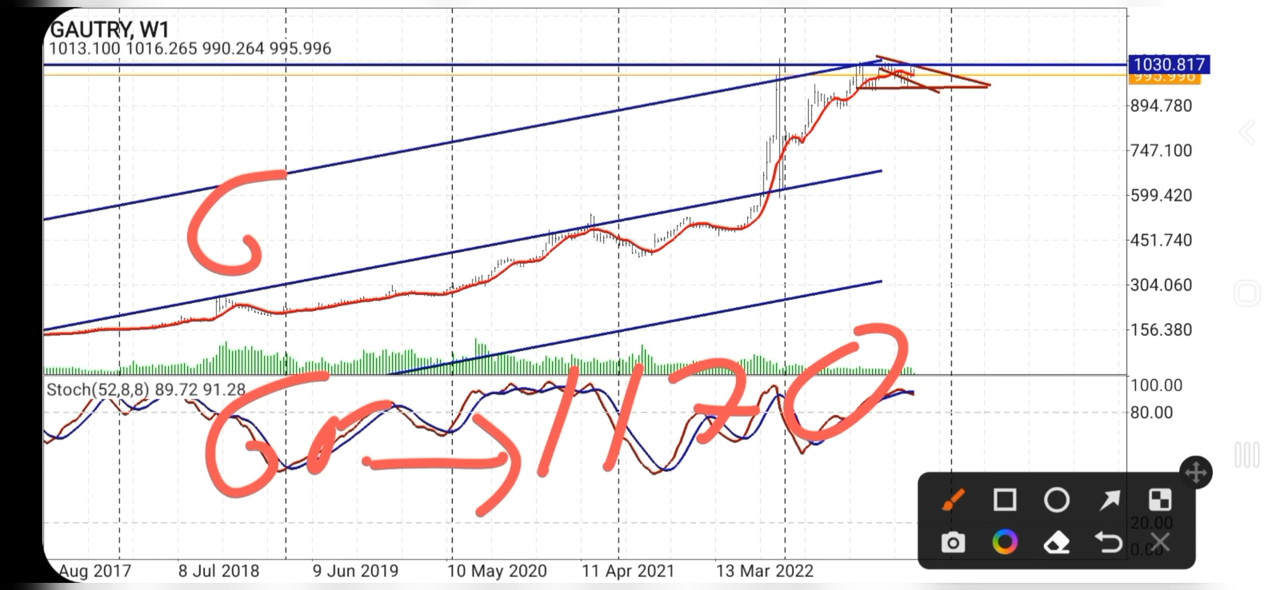 GAUTRY, W1
1013.100 1016.265 990.264 995.996
1030.817
995.996
894.780
747.100
599.420
451.740
304.060
156.380
G
Stoch(52,8,8) 89.72 91.28
100.00
80.00
1170
20.00
0.00
Aug 2017
8 Jul 2018
9 Jun 2019
10 May 2020
11 Apr 2021
13 Mar 2022